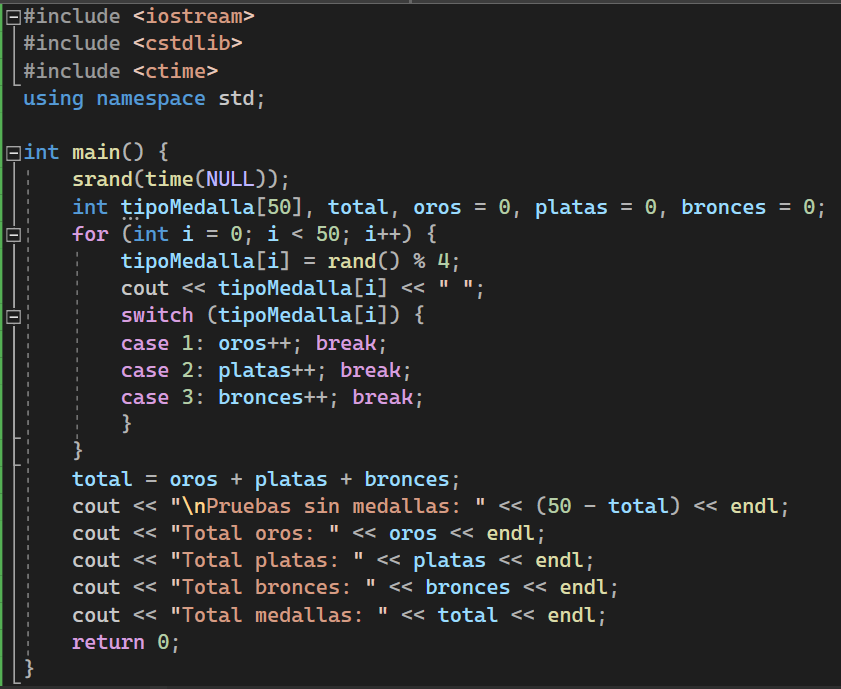 #include <iostream>
#include <cstdlib>
#include <ctime>
using namespace std;

int main() {
    srand(time(NULL));
    int tipoMedalla[50], total, oros = 0, platas = 0, bronces = 0;
    for (int i = 0; i < 50; i++) {
        tipoMedalla[i] = rand() % 4;
        cout << tipoMedalla[i] << " ";
        switch (tipoMedalla[i]) {
        case 1: oros++; break;
        case 2: platas++; break;
        case 3: bronces++; break;
        }
    }
    total = oros + platas + bronces;
    cout << "\nPruebas sin medallas: " << (50 - total) << endl;
    cout << "Total oros: " << oros << endl;
    cout << "Total platas: " << platas << endl;
    cout << "Total bronces: " << bronces << endl;
    cout << "Total medallas: " << total << endl;
    return 0;
}